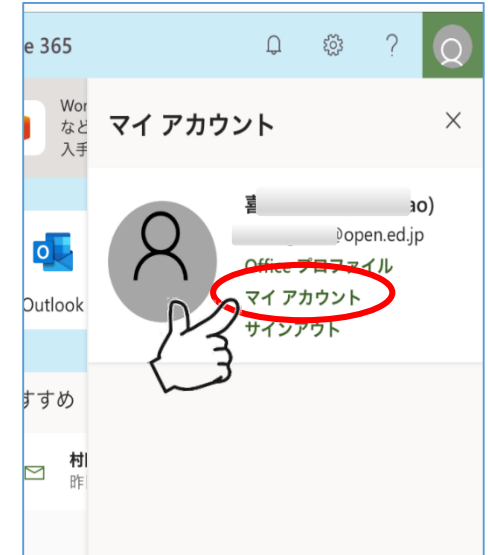 e 365
?
Wor
など
入手
マイ アカウント
喜
ao)
@open.ed.jp
Office プロファイル
マイ アカウント
サインアウト
Outlook
すすめ
昨